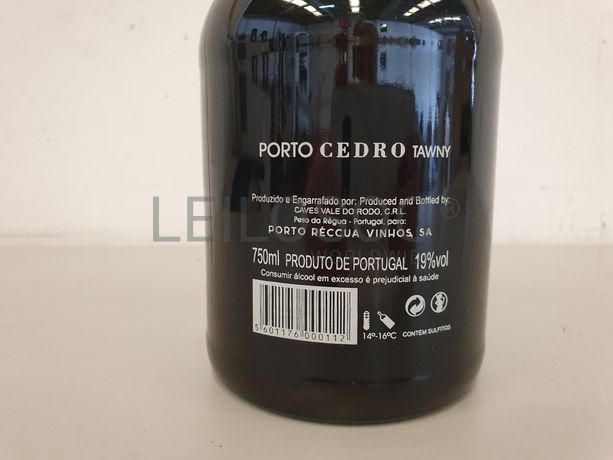 PORTO CEDRO TAWNY
Produzido e Engarrafado por: Produced and Bottled by:
CAVES VALE DO RODO, C.R.L.
Peso da Régua - Portugal, para:
PORTO RÉCCUA VINHOS, SA
750ml PRODUTO DE PORTUGAL 19%vol
Consumir álcool em excesso é prejudicial à saúde
5 601176 000112
14º-16ºC
CONTÉM SULFITOS
WORLDWIDE